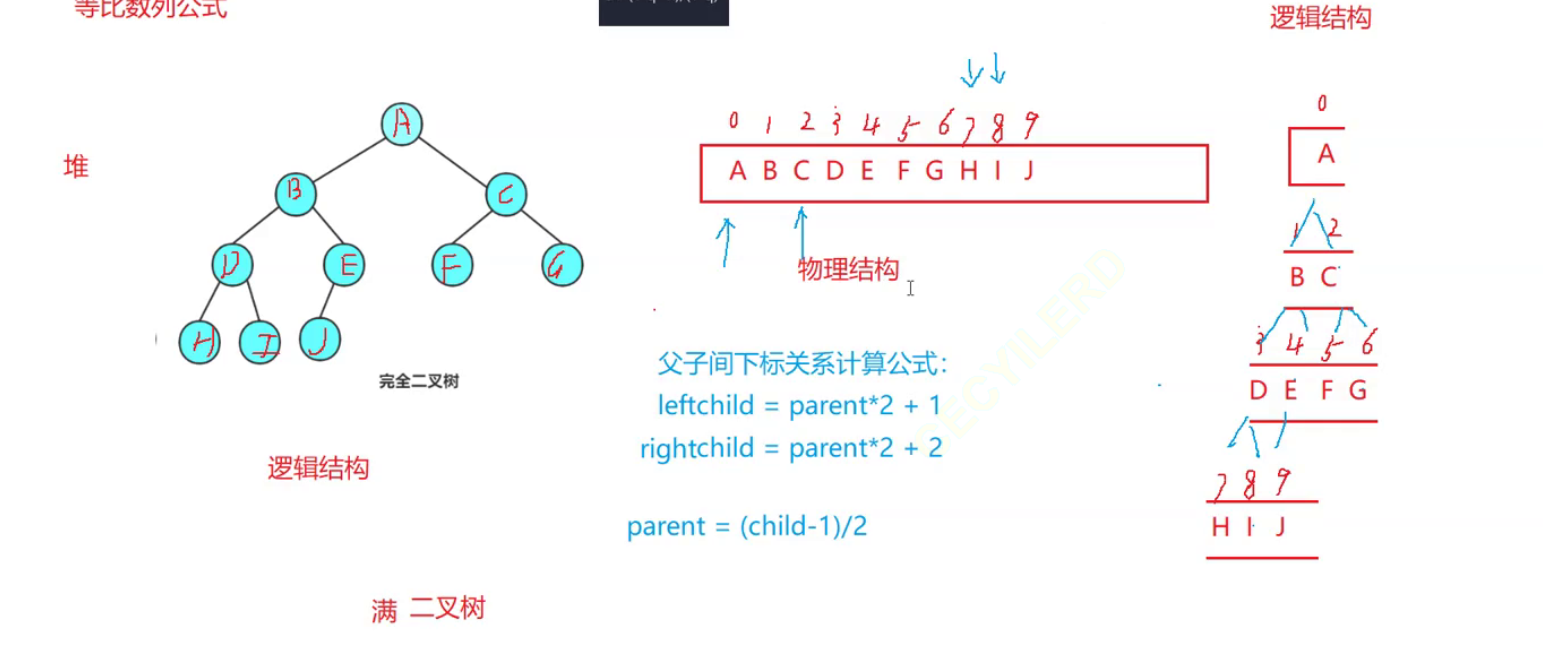 等比数列公式
逻辑结构
堆
A
B
C
D
E
F
G
H
I
J
完全二叉树
逻辑结构
满 二叉树
0 1 2 3 4 5 6 7 8 9
A B C D E F G H I J
物理结构
父子间下标关系计算公式：
leftchild = parent*2 + 1
rightchild = parent*2 + 2
parent = (child-1)/2
0
A
1 2
B C
3 4 5 6
D E F G
7 8 9
H I J